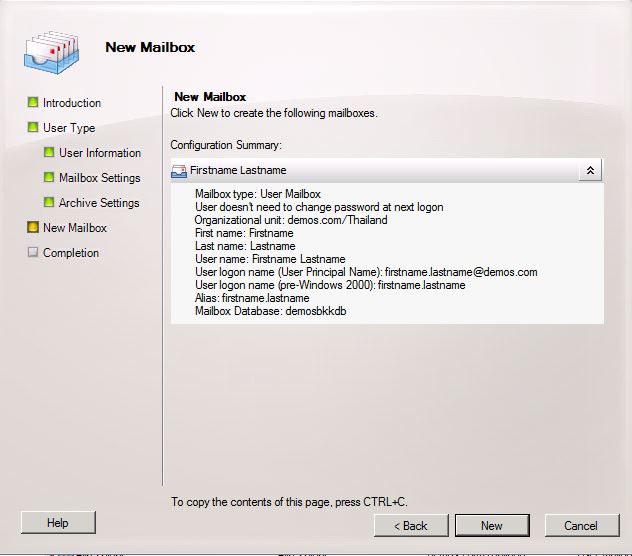 New Mailbox
Introduction
User Type
User Information
Mailbox Settings
Archive Settings
New Mailbox
Completion
New Mailbox
Click New to create the following mailboxes.
Configuration Summary:
Firstname Lastname
Mailbox type: User Mailbox
User doesn't need to change password at next logon
Organizational unit: demos.com/Thailand
First name: Firstname
Last name: Lastname
User name: Firstname Lastname
User logon name (User Principal Name): firstname.lastname@demos.com
User logon name (pre-Windows 2000): firstname.lastname
Alias: firstname.lastname
Mailbox Database: demosbkkdb
To copy the contents of this page, press CTRL+C.
Help
< Back
New
Cancel